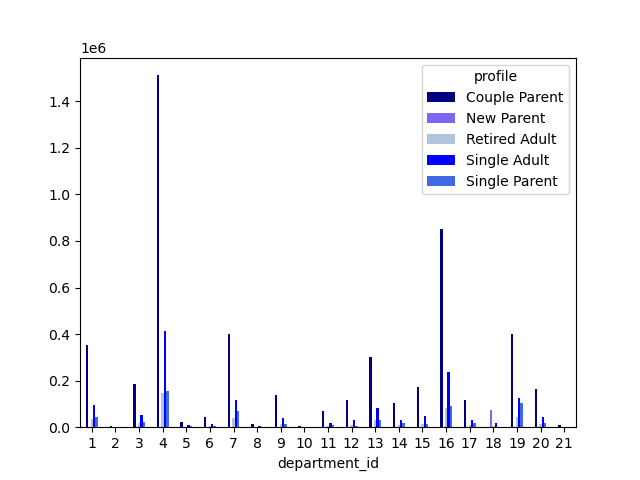 1e6
1.4
1.2
1.0
0.8
0.6
0.4
0.2
0.0
profile
Couple Parent
New Parent
Retired Adult
Single Adult
Single Parent
1 2 3 4 5 6 7 8 9 10 11 12 13 14 15 16 17 18 19 20 21
department_id